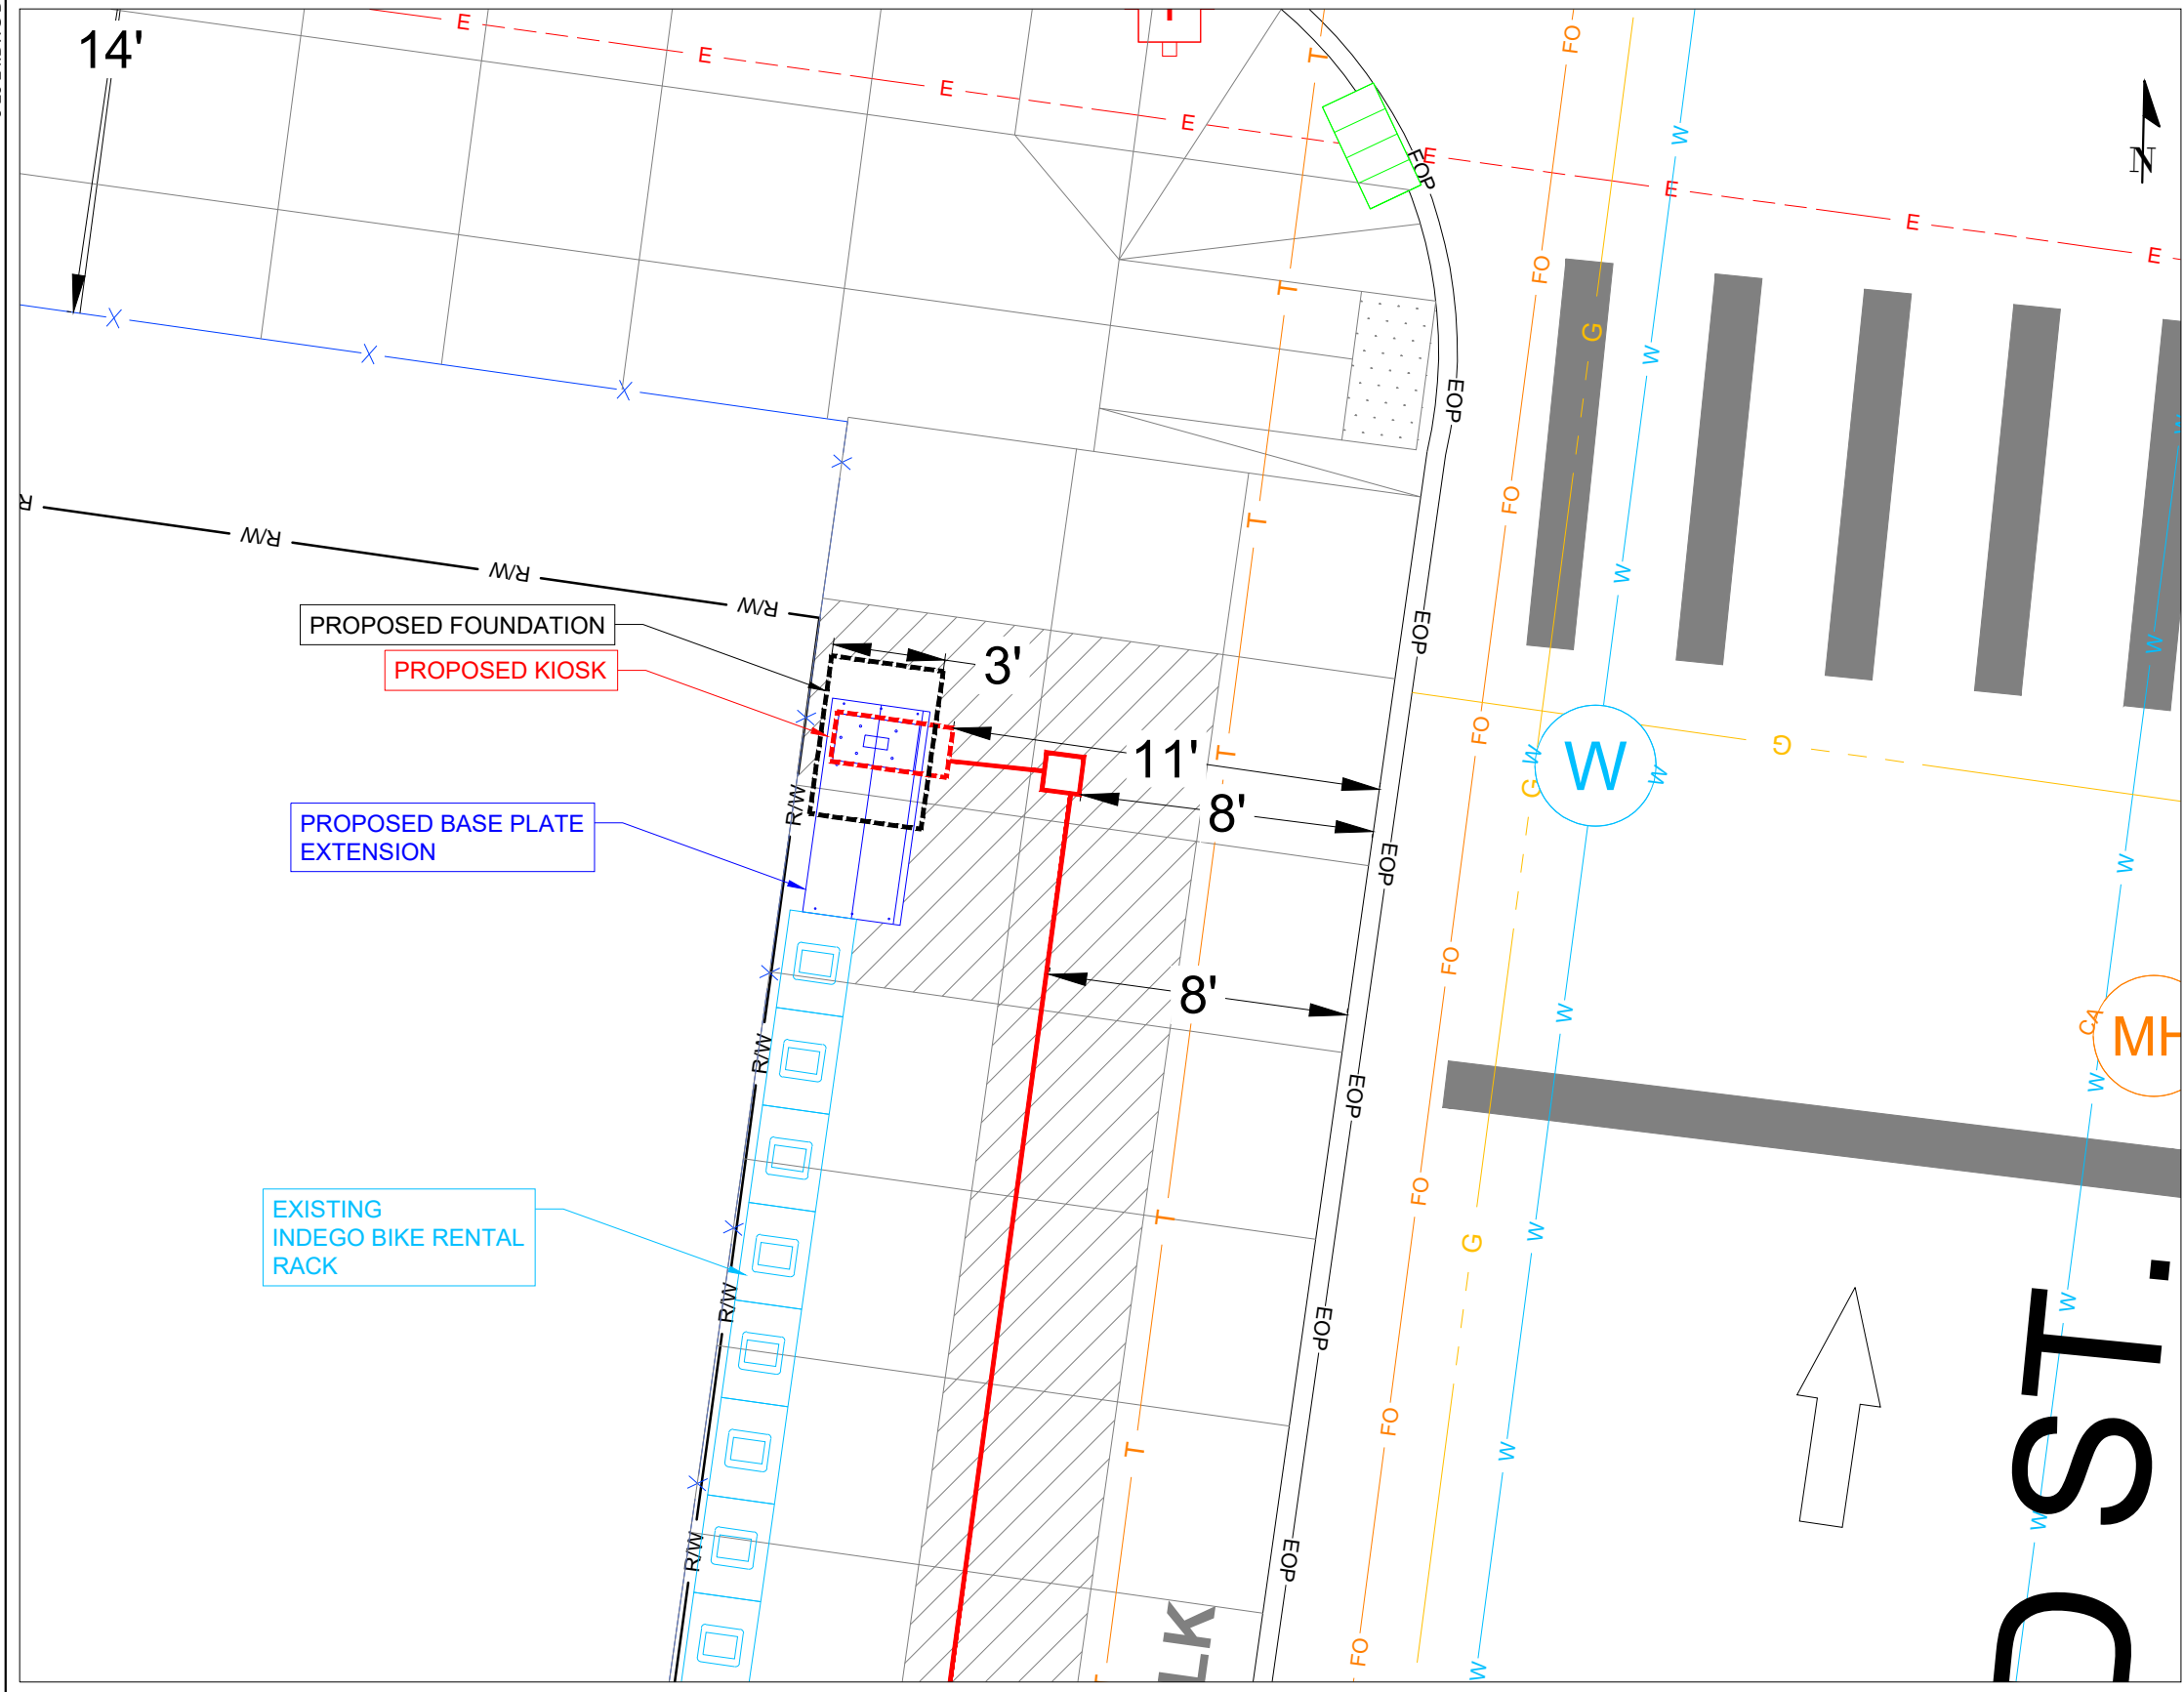 14'
E
E
E
E
E
E
E
E
T
T
T
T
T
T
T
FO
FO
FO
FO
FO
FO
FO
FO
W
W
W
W
W
W
W
W
N
EOP
EOP
EOP
EOP
EOP
EOP
EOP
X
X
X
X
X
X
X
X
R/W
R/W
R/W
R/W
R/W
R/W
R/W
G
G
G
G
PROPOSED FOUNDATION
PROPOSED KIOSK
3'
11'
8'
8'
W
W
W
PROPOSED BASE PLATE
EXTENSION
EXISTING
INDEGO BIKE RENTAL
RACK
CA
MH
W
W
W
W
W
W
LK
D ST.